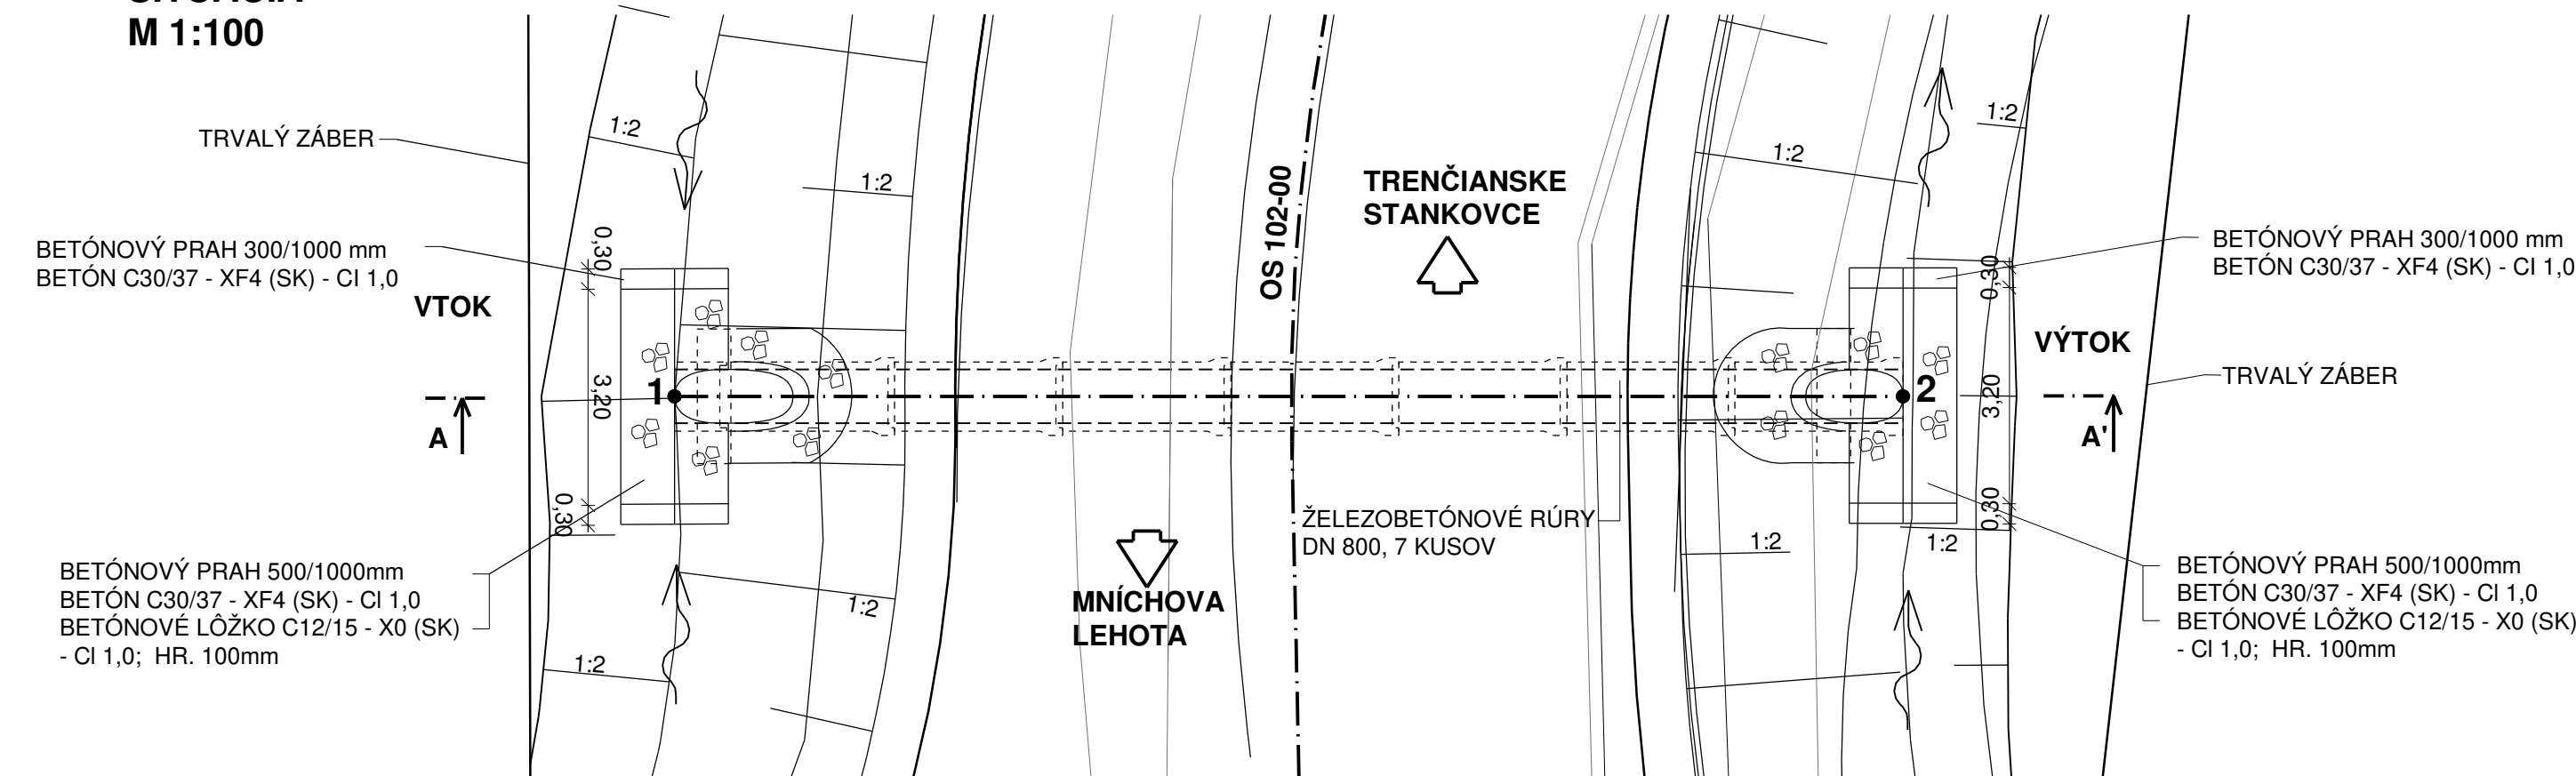 M 1:100
TRVALÝ ZÁBER
BETÓNOVÝ PRAH 300/1000 mm
BETÓN C30/37 - XF4 (SK) - Cl 1,0
VTOK
1:2
1:2
0,30
3,20
0,30
1
A
BETÓNOVÝ PRAH 500/1000mm
BETÓN C30/37 - XF4 (SK) - Cl 1,0
BETÓNOVÉ LÔŽKO C12/15 - X0 (SK)
- Cl 1,0; HR. 100mm
1:2
1:2
OS 102-00
TRENČIANSKE
STANKOVCE
MNÍCHOVA
LEHOTA
ŽELEZOBETÓNOVÉ RÚRY
DN 800, 7 KUSOV
1:2
1:2
BETÓNOVÝ PRAH 300/1000 mm
BETÓN C30/37 - XF4 (SK) - Cl 1,0
0,30
3,20
0,30
2
VÝTOK
A'
TRVALÝ ZÁBER
1:2
1:2
BETÓNOVÝ PRAH 500/1000mm
BETÓN C30/37 - XF4 (SK) - Cl 1,0
BETÓNOVÉ LÔŽKO C12/15 - X0 (SK)
- Cl 1,0; HR. 100mm